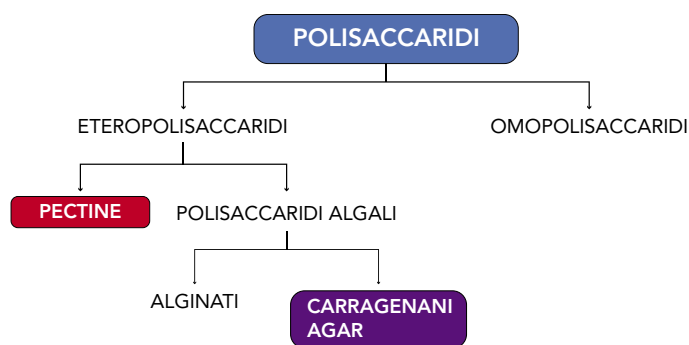 POLISACCARIDI
ETEROPOLISACCARIDI
OMOPOLISACCARIDI
PECTINE
POLISACCARIDI ALGALI
ALGINATI
CARRAGENANI
AGAR